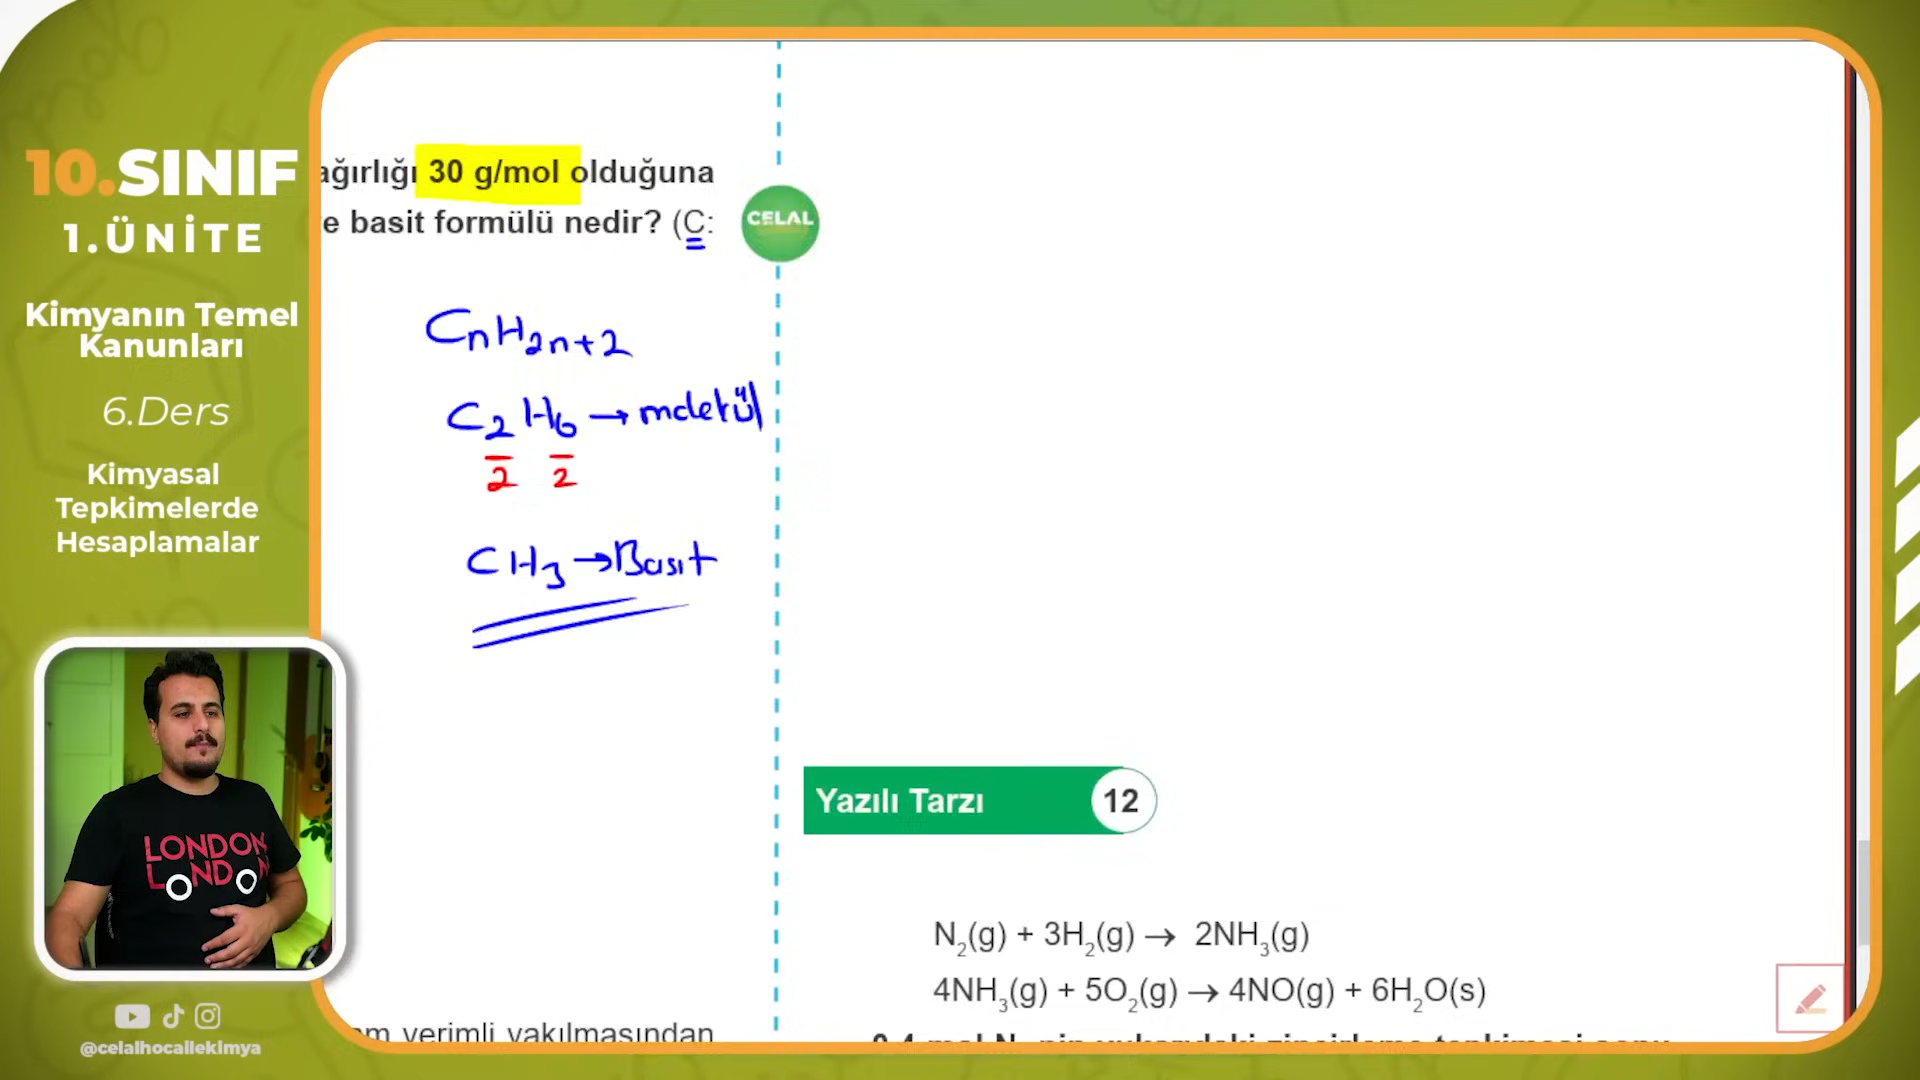 10.SINIF
1.ÜNİTE
Kimyanın Temel
Kanunları
6.Ders
Kimyasal
Tepkimelerde
Hesaplamalar
LONDON
LONDON
@celalhocallekimya
ağırlığı 30 g/mol olduğuna
e basit formülü nedir? (C:
CELAL
CnH2n+2
C2H6 → molekül
2 2
CH3 → Basit
verimli yakılmasından
Yazılı Tarzı 12
N₂(g) + 3H₂(g) → 2NH₃(g)
4NH₃(g) + 5O₂(g) → 4NO(g) + 6H₂O(s)